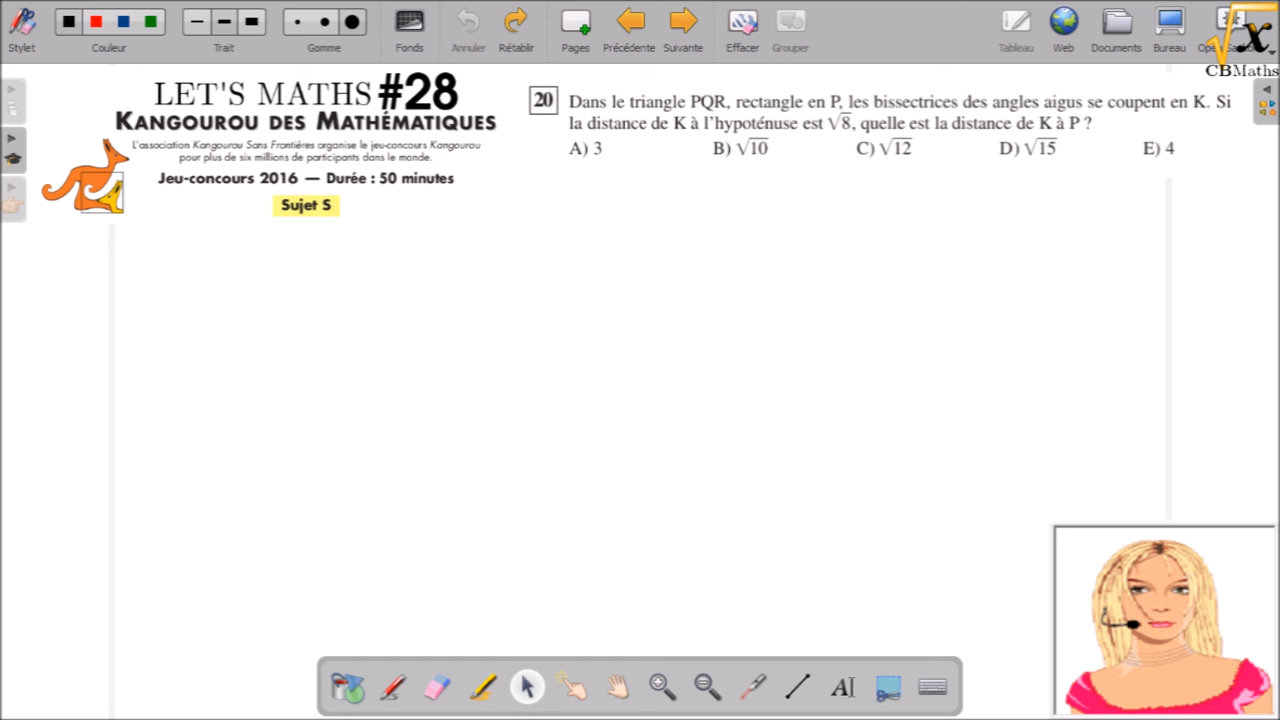 Stylet
Couleur
Trait
Gomme
Fonds
Annuler
Rétablir
Pages
Précédente
Suivante
Effacer
Grouper
Tableau
Web
Documents
Bureau
√x
CBMaths
LET'S MATHS #28
KANGOUROU DES MATHÉMATIQUES
L'association Kangourou Sans Frontières organise le jeu-concours Kangourou
pour plus de six millions de participants dans le monde.
Jeu-concours 2016 — Durée : 50 minutes
Sujet S
20 Dans le triangle PQR, rectangle en P, les bissectrices des angles aigus se coupent en K. Si
la distance de K à l'hypoténuse est √8, quelle est la distance de K à P ?
A) 3 B) √10 C) √12 D) √15 E) 4
AI